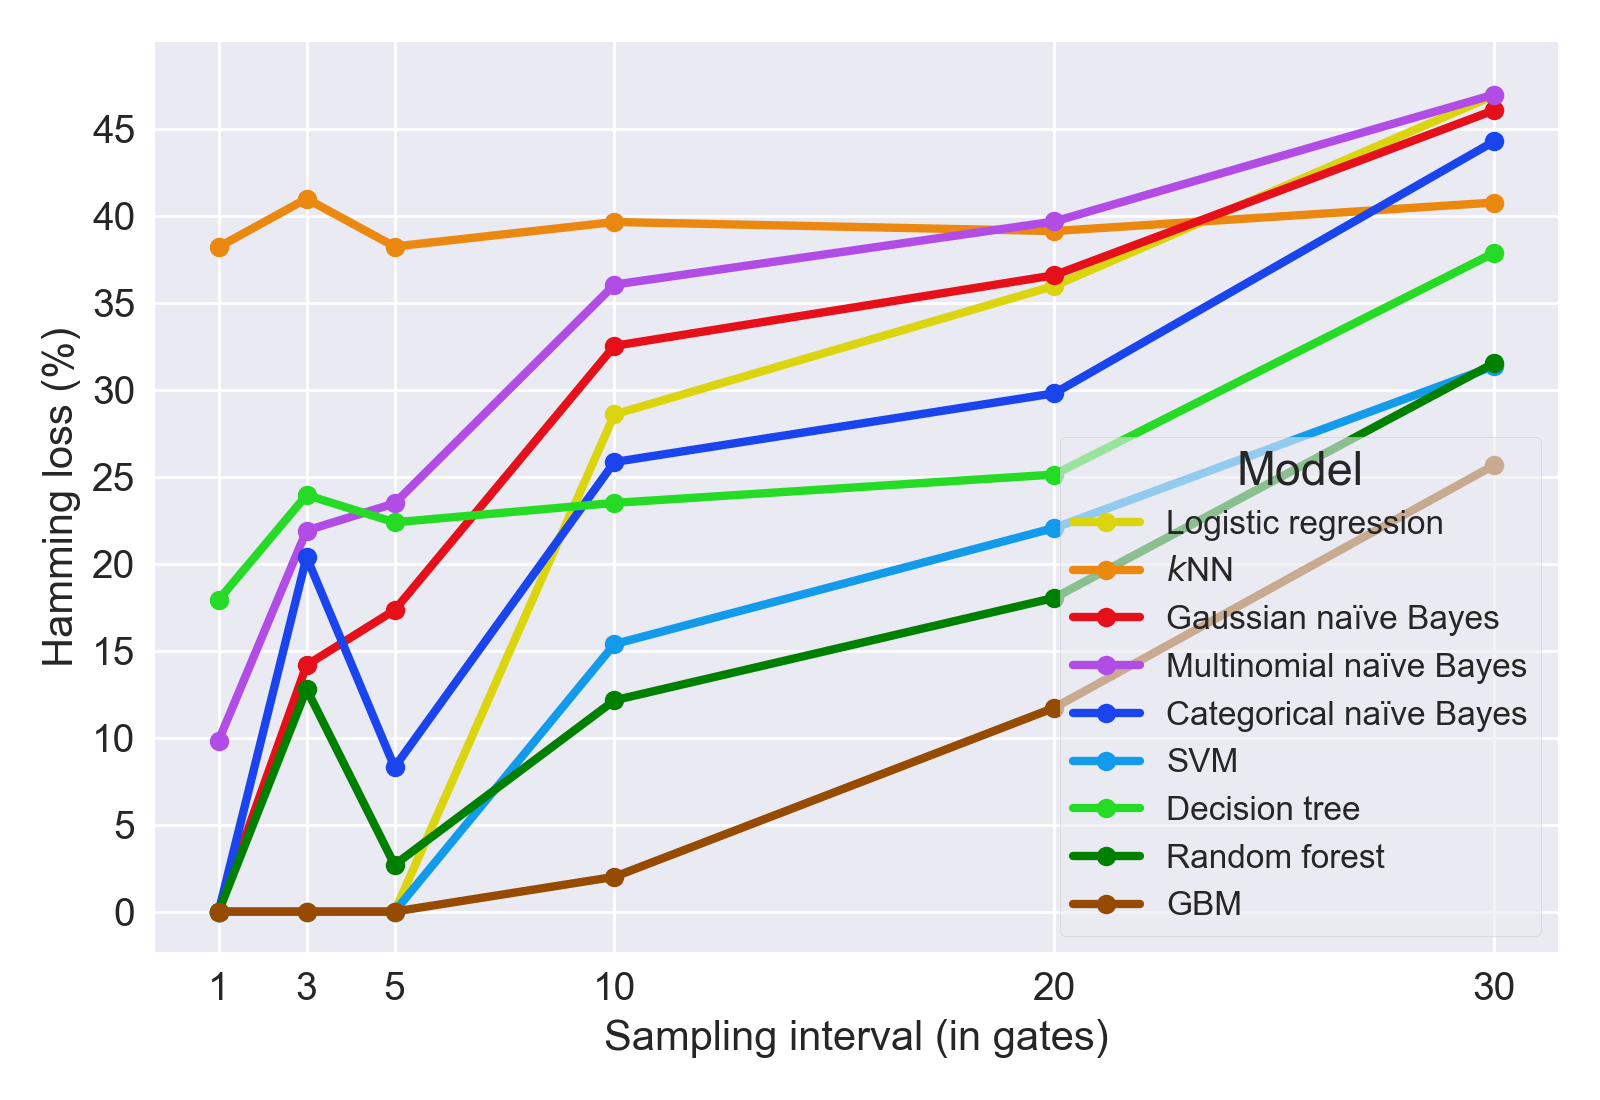 45
40
35
30
25
20
15
10
5
0
Hamming loss (%)
1 3 5 10 20 30
Sampling interval (in gates)
Model
Logistic regression
kNN
Gaussian naïve Bayes
Multinomial naïve Bayes
Categorical naïve Bayes
SVM
Decision tree
Random forest
GBM